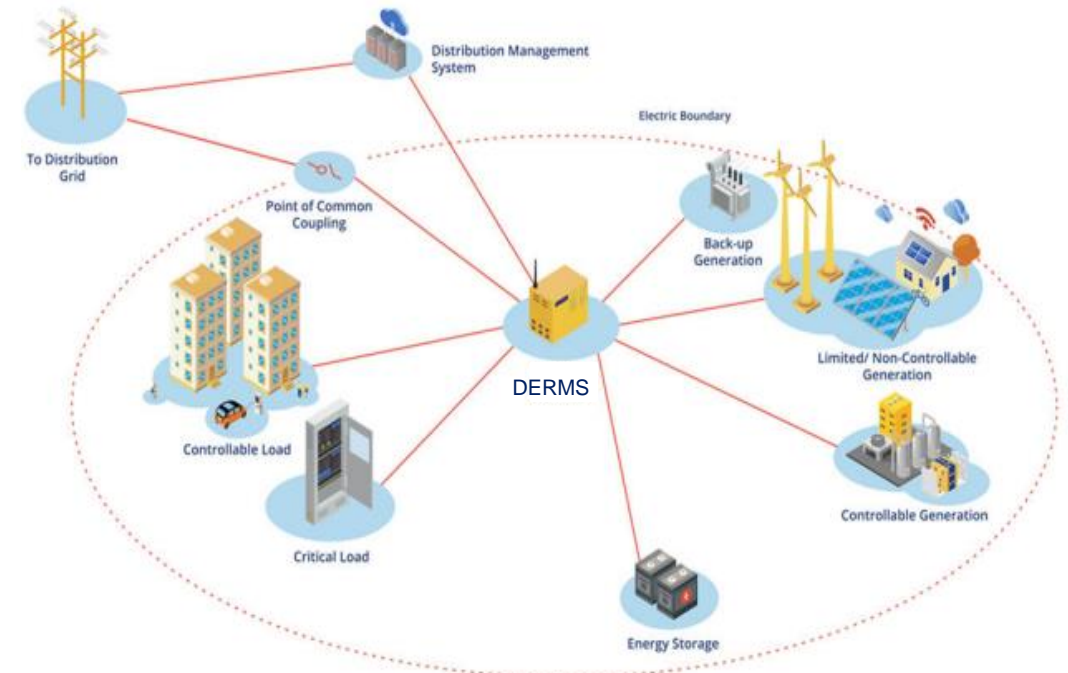 Distribution Management
System
Electric Boundary
To Distribution
Grid
Point of Common
Coupling
Back-up
Generation
Limited/ Non-Controllable
Generation
DERMS
Controllable Load
Controllable Generation
Critical Load
Energy Storage